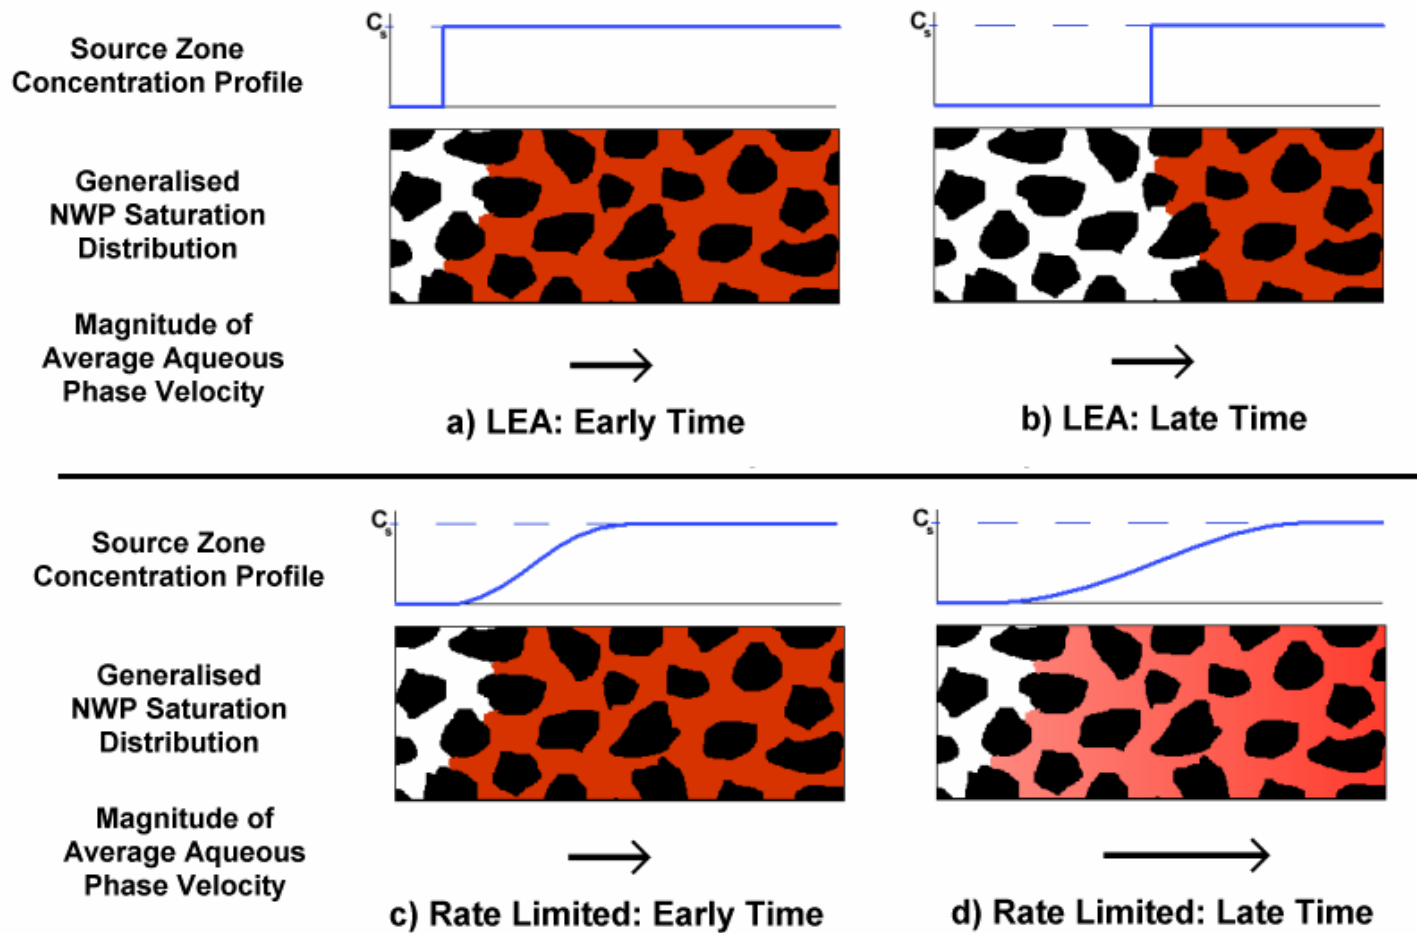 Source Zone
Concentration Profile
C
s
C
s
Generalised
NWP Saturation
Distribution
Magnitude of
Average Aqueous
Phase Velocity
a) LEA: Early Time
b) LEA: Late Time
Source Zone
Concentration Profile
C
s
C
s
Generalised
NWP Saturation
Distribution
Magnitude of
Average Aqueous
Phase Velocity
c) Rate Limited: Early Time
d) Rate Limited: Late Time